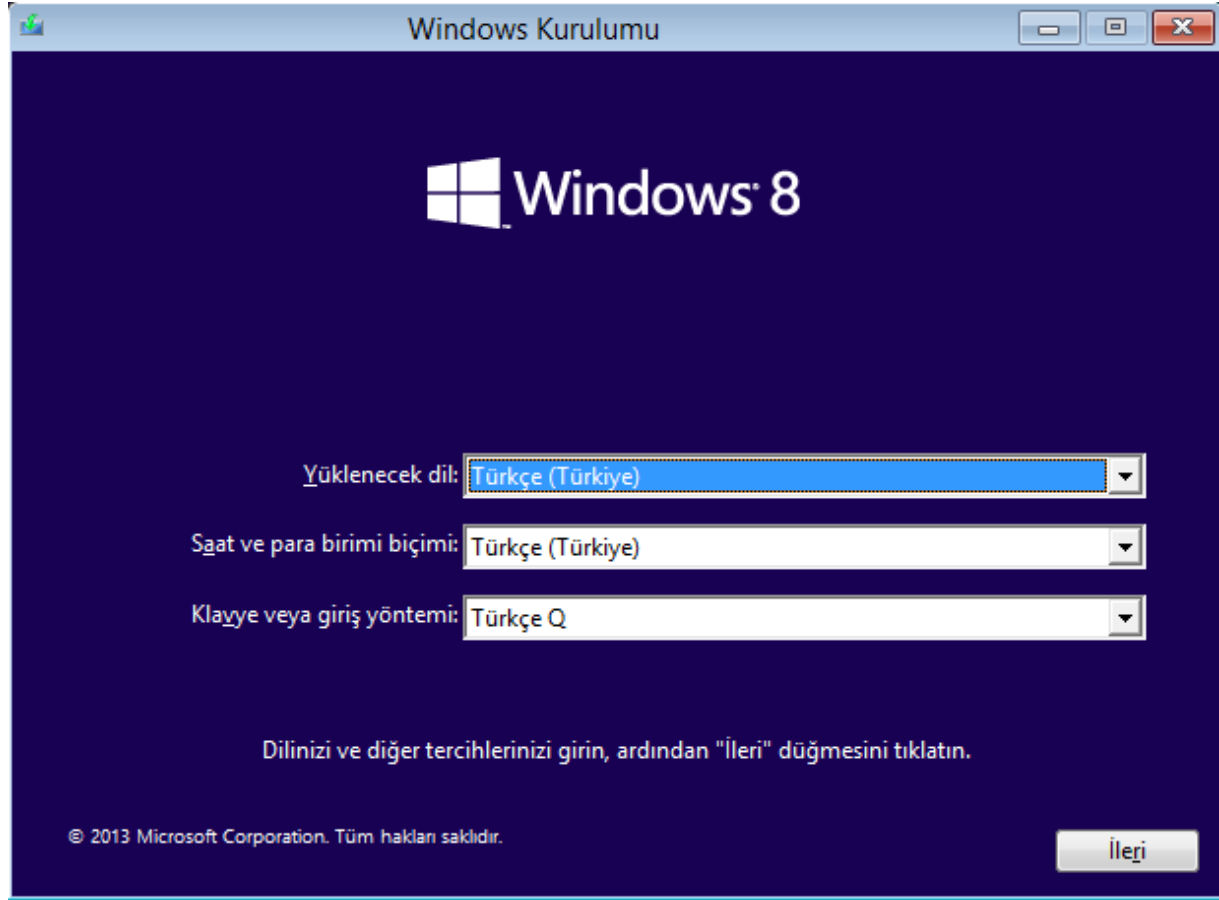 Windows Kurulumu
Windows 8
Yüklenecek dil: Türkçe (Türkiye)
Saat ve para birimi biçimi: Türkçe (Türkiye)
Klavye veya giriş yöntemi: Türkçe Q
Dilinizi ve diğer tercihlerinizi girin, ardından "İleri" düğmesini tıklatın.
© 2013 Microsoft Corporation. Tüm hakları saklıdır.
İleri